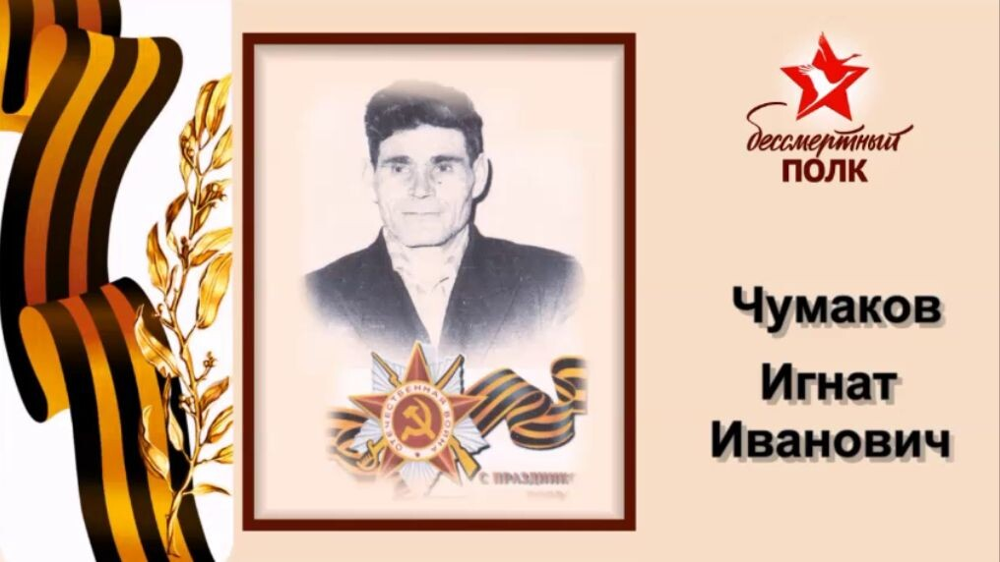 бессмертный
ПОЛК
Чумаков
Игнат
Иванович
ОТЕЧЕСТВЕННАЯ ВОЙНА
С ПРАЗДНИК